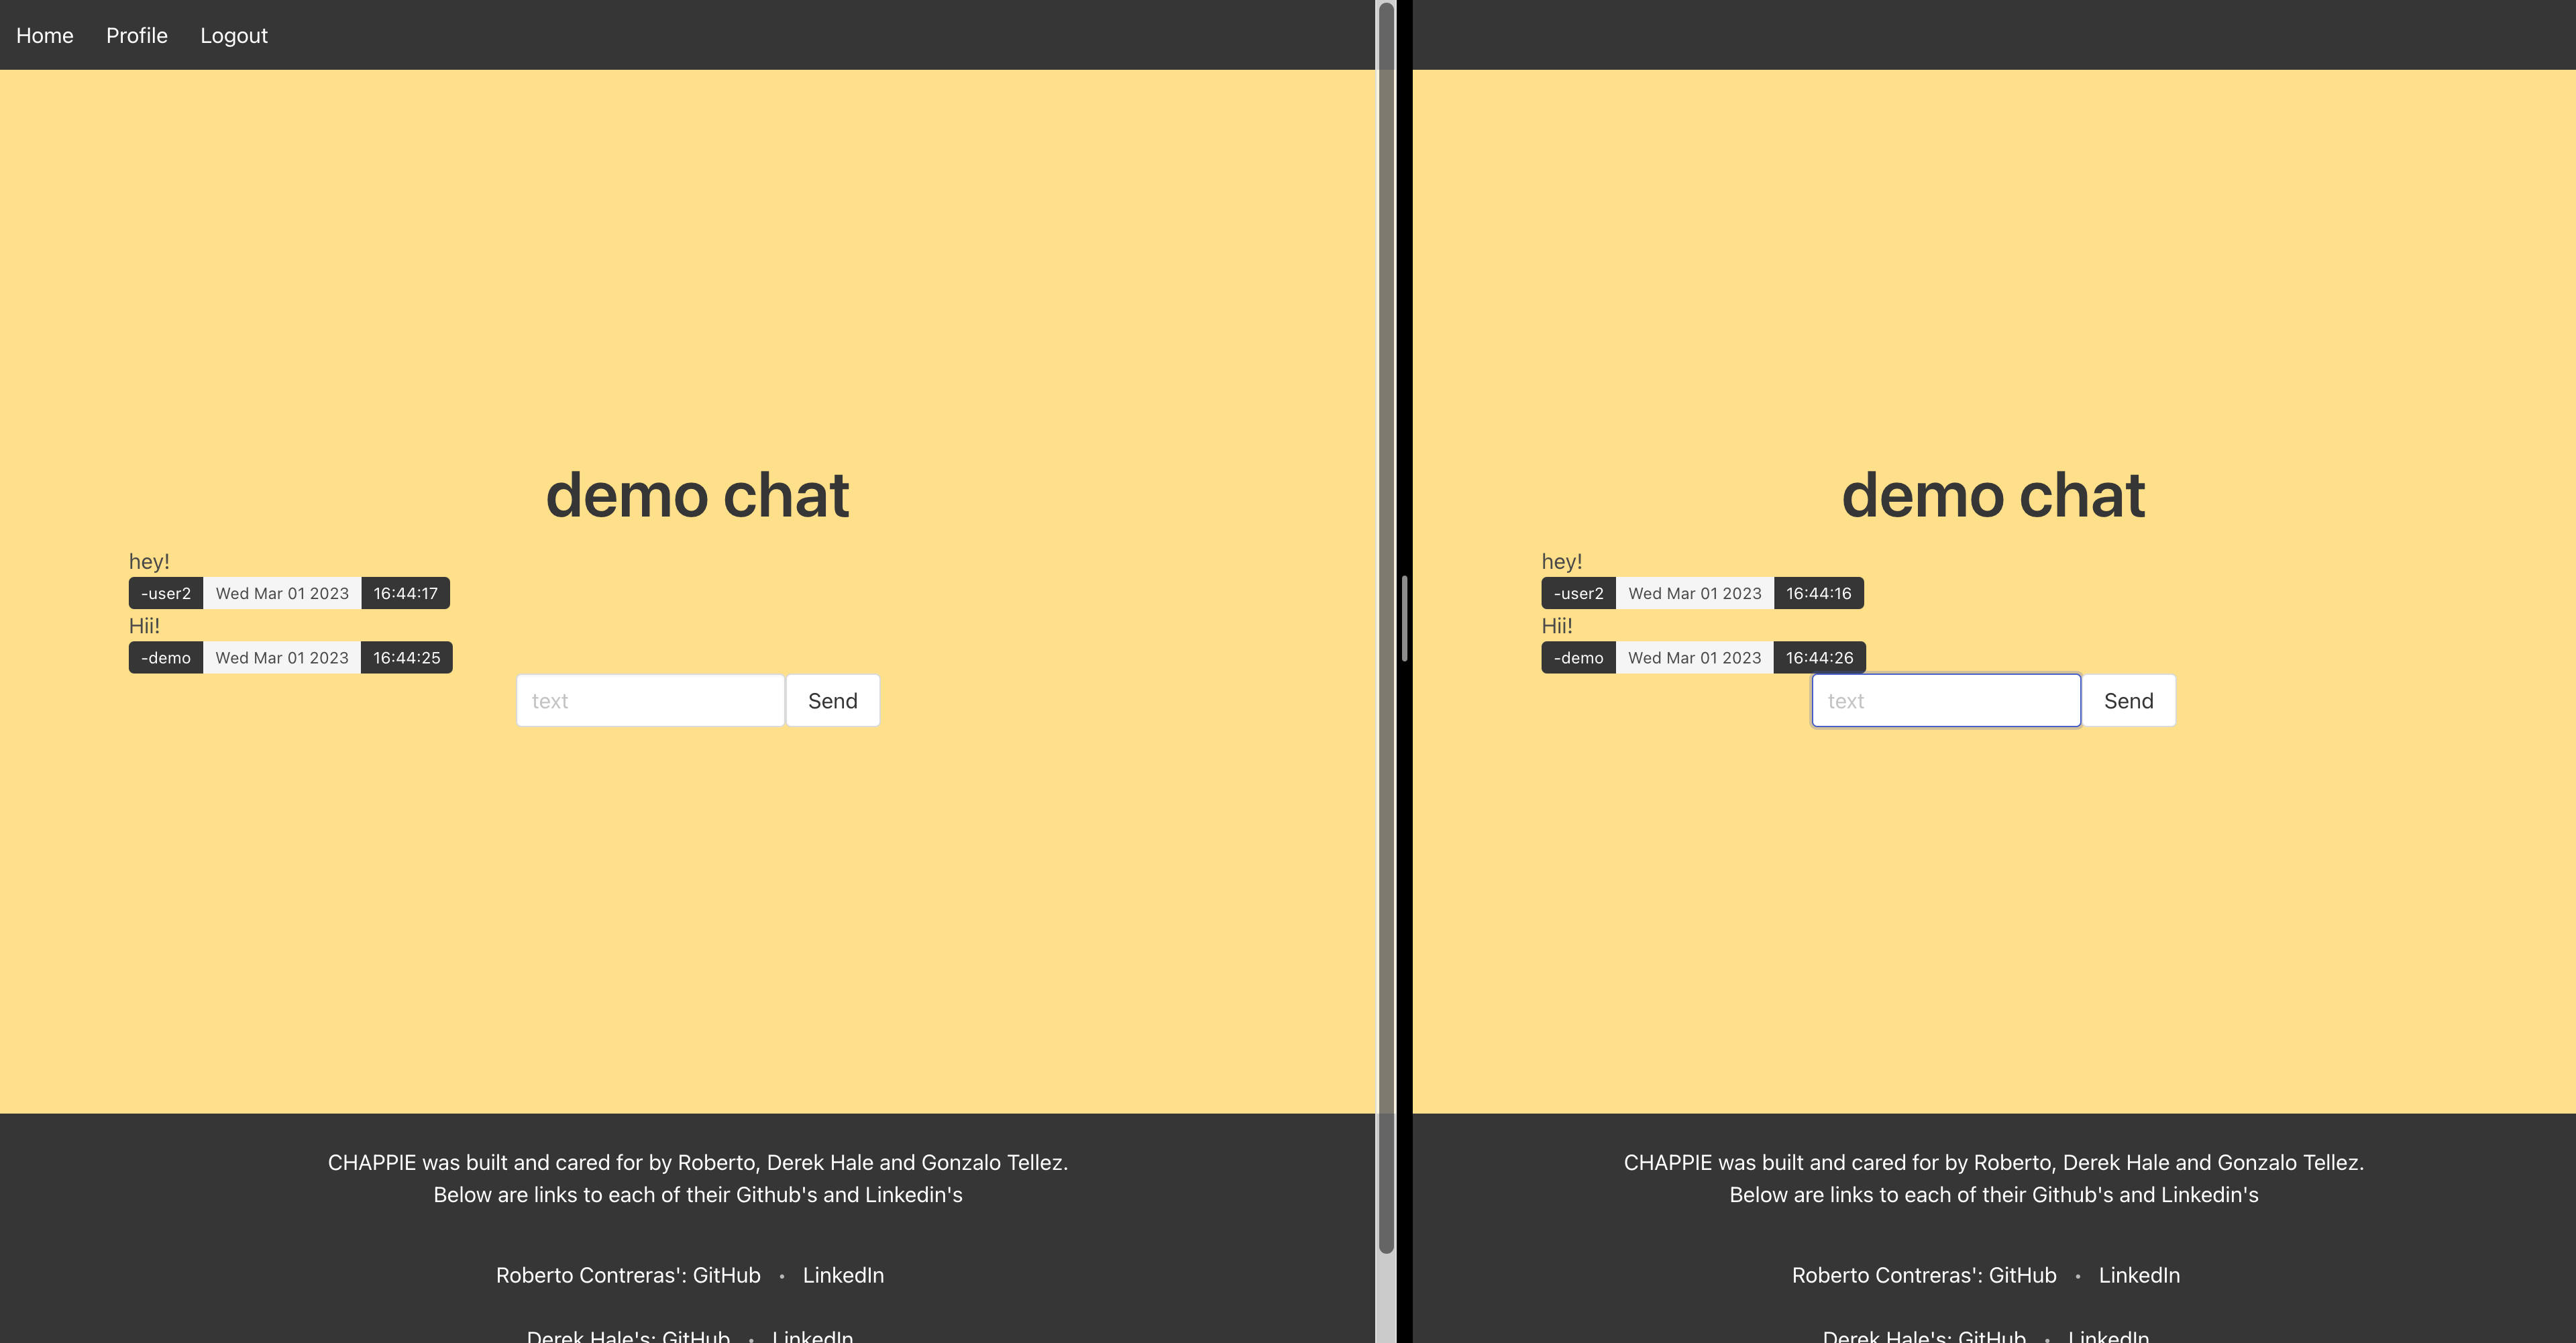 Home Profile Logout
demo chat
hey!
-user2 Wed Mar 01 2023 16:44:17
Hii!
-demo Wed Mar 01 2023 16:44:25
text Send
CHAPPIE was built and cared for by Roberto, Derek Hale and Gonzalo Tellez.
Below are links to each of their Github's and Linkedin's
Roberto Contreras': GitHub • LinkedIn
Derek Hale's: GitHub • LinkedIn
demo chat
hey!
-user2 Wed Mar 01 2023 16:44:16
Hii!
-demo Wed Mar 01 2023 16:44:26
text Send
CHAPPIE was built and cared for by Roberto, Derek Hale and Gonzalo Tellez.
Below are links to each of their Github's and Linkedin's
Roberto Contreras': GitHub • LinkedIn
Derek Hale's: GitHub • LinkedIn